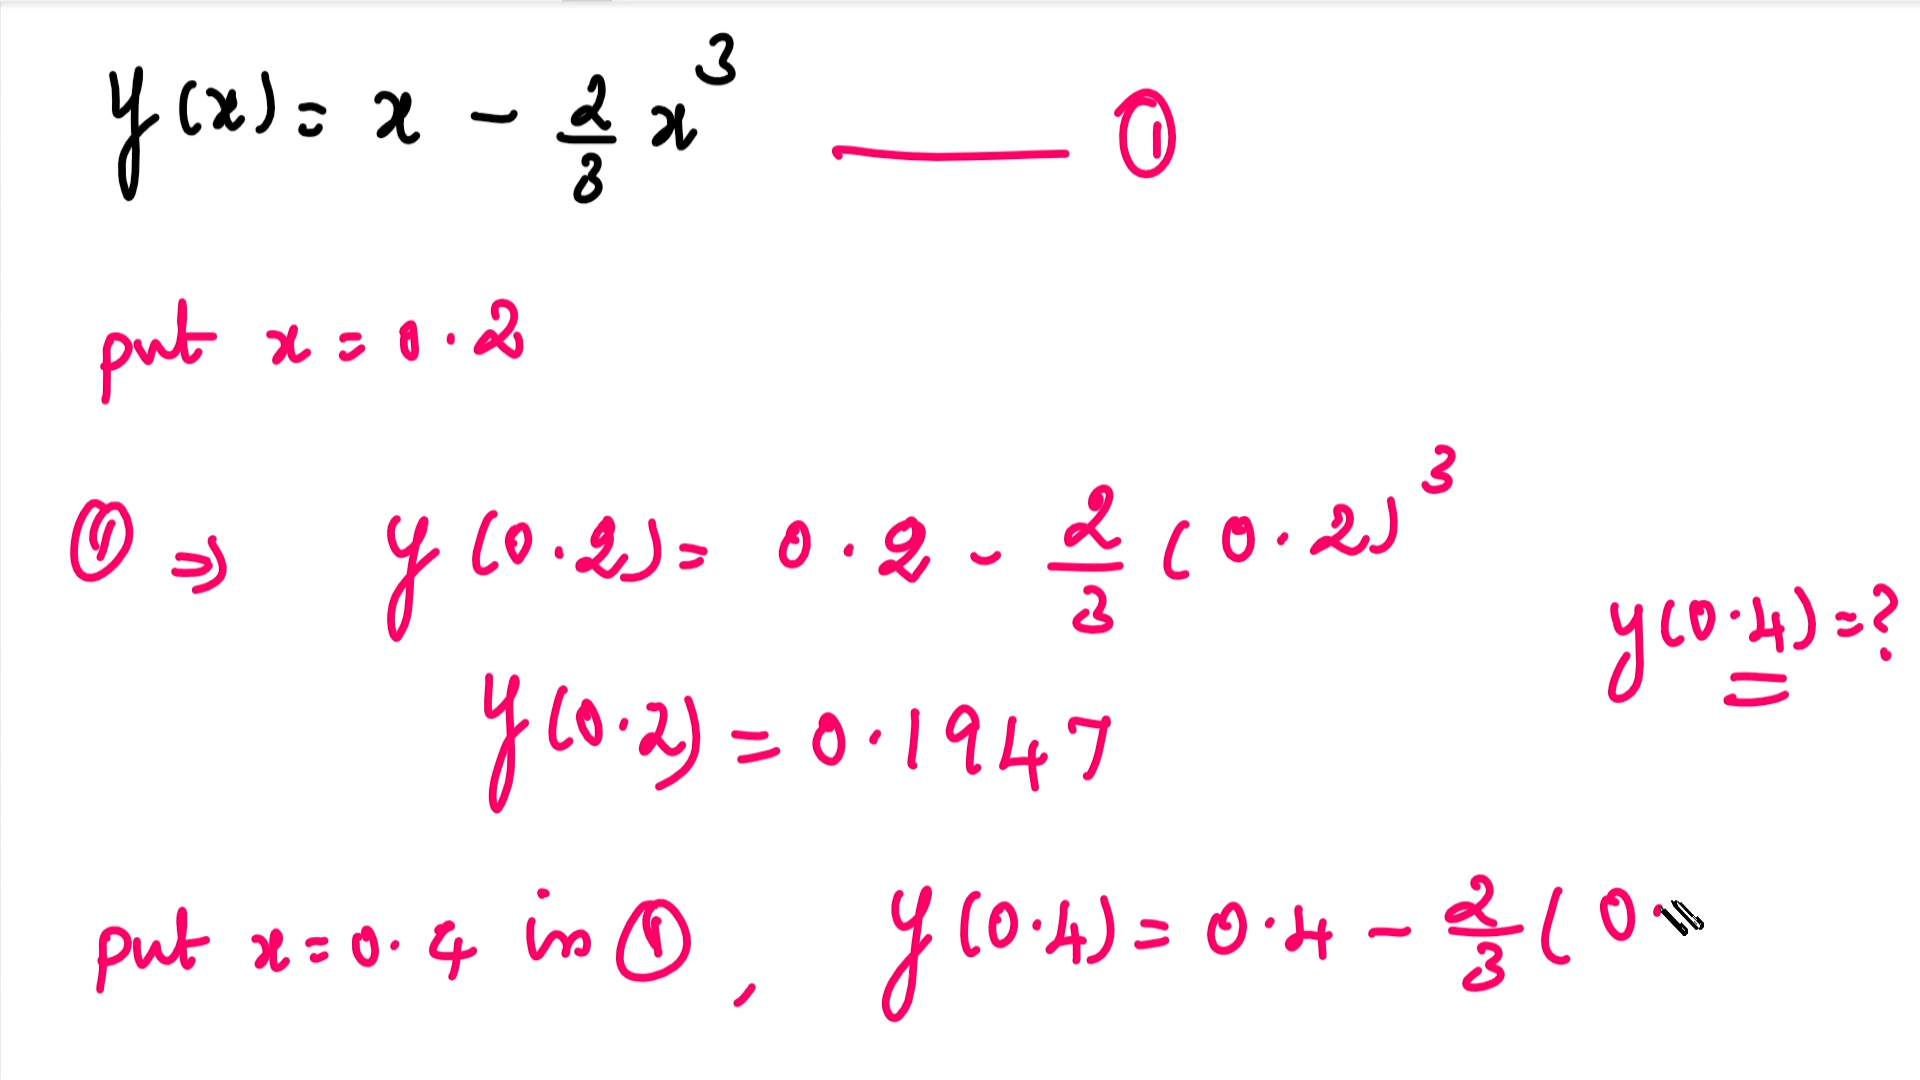 y(x) = x - 2/3 x³ ——— ①
put x = 0.2
① ⇒ y(0.2) = 0.2 - 2/3 (0.2)³
y(0.4) = ?
y(0.2) = 0.1947
put x = 0.4 in ①, y(0.4) = 0.4 - 2/3 (0.